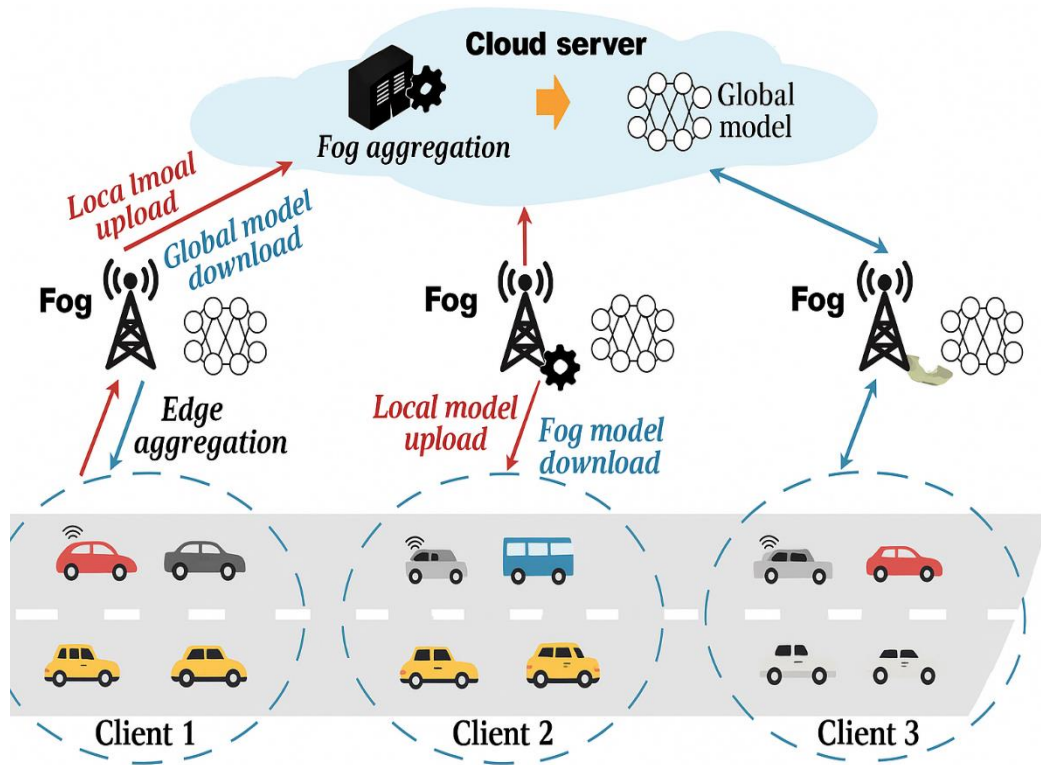 Cloud server
Fog aggregation
Global
model
Loca lmoal
upload
Global model
download
Fog
Edge
aggregation
Fog
Local model
upload
Fog model
download
Fog
Client 1
Client 2
Client 3